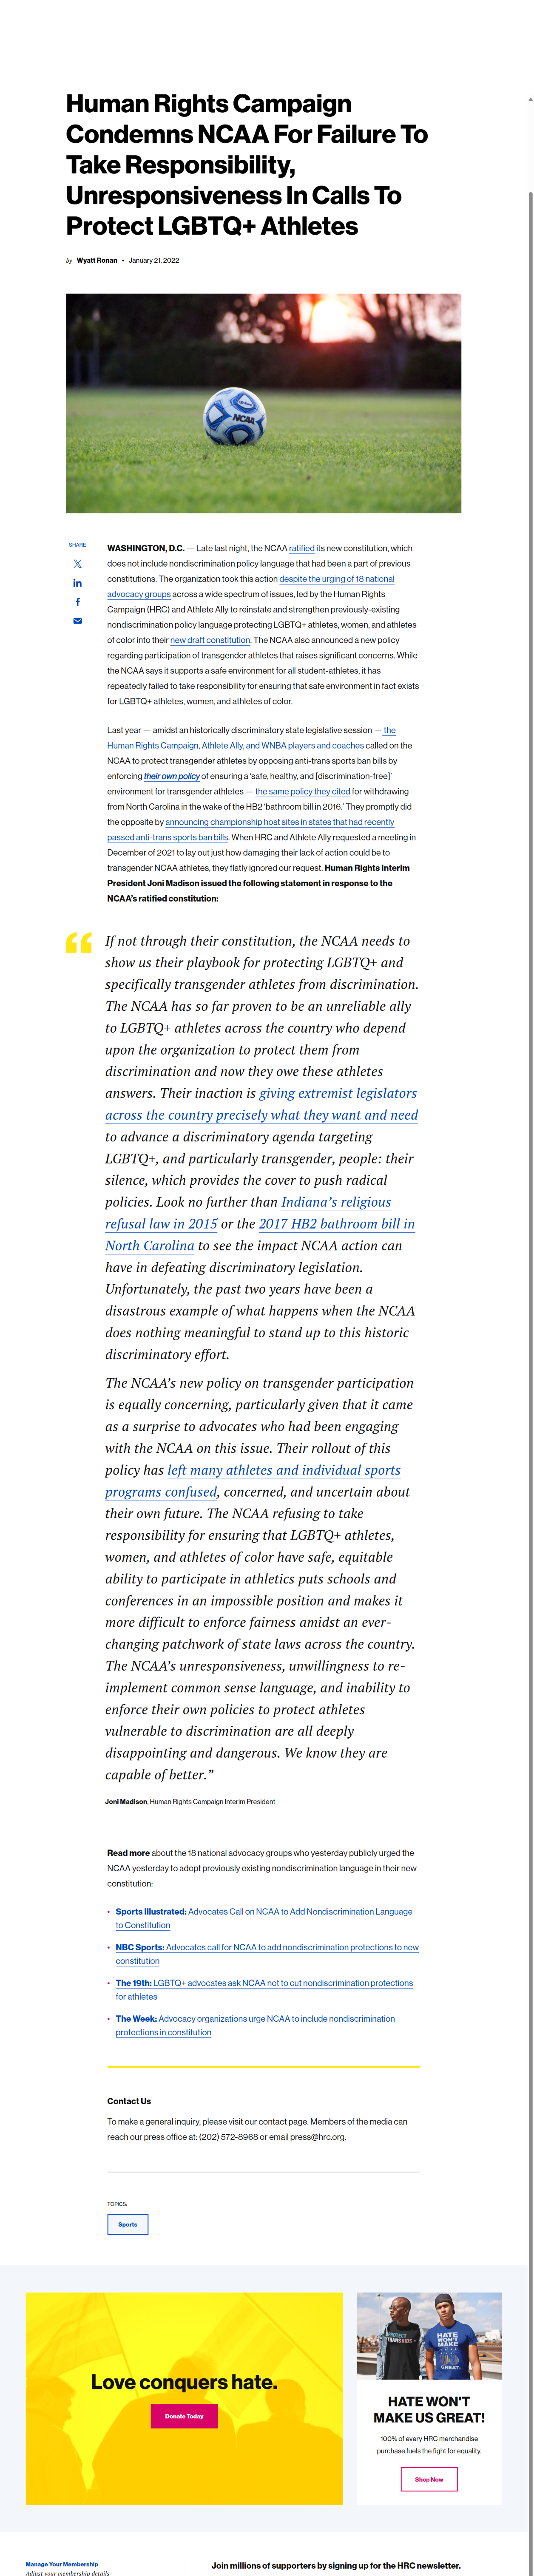 Human Rights Campaign
Condemns NCAA For Failure To
Take Responsibility,
Unresponsiveness In Calls To
Protect LGBTQ+ Athletes
by Wyatt Ronan • January 21, 2022
NCAA
SHARE
WASHINGTON, D.C. — Late last night, the NCAA ratified its new constitution, which
does not include nondiscrimination policy language that had been a part of previous
constitutions. The organization took this action despite the urging of 18 national
advocacy groups across a wide spectrum of issues, led by the Human Rights
Campaign (HRC) and Athlete Ally to reinstate and strengthen previously-existing
nondiscrimination policy language protecting LGBTQ+ athletes, women, and athletes
of color into their new draft constitution. The NCAA also announced a new policy
regarding participation of transgender athletes that raises significant concerns. While
the NCAA says it supports a safe environment for all student-athletes, it has
repeatedly failed to take responsibility for ensuring that safe environment in fact exists
for LGBTQ+ athletes, women, and athletes of color.
Last year — amidst an historically discriminatory state legislative session — the
Human Rights Campaign, Athlete Ally, and WNBA players and coaches called on the
NCAA to protect transgender athletes by opposing anti-trans sports ban bills by
enforcing their own policy of ensuring a ‘safe, healthy, and [discrimination-free]’
environment for transgender athletes — the same policy they cited for withdrawing
from North Carolina in the wake of the HB2 ‘bathroom bill in 2016.’ They promptly did
the opposite by announcing championship host sites in states that had recently
passed anti-trans sports ban bills. When HRC and Athlete Ally requested a meeting in
December of 2021 to lay out just how damaging their lack of action could be to
transgender NCAA athletes, they flatly ignored our request. Human Rights Interim
President Joni Madison issued the following statement in response to the
NCAA’s ratified constitution:
“
If not through their constitution, the NCAA needs to
show us their playbook for protecting LGBTQ+ and
specifically transgender athletes from discrimination.
The NCAA has so far proven to be an unreliable ally
to LGBTQ+ athletes across the country who depend
upon the organization to protect them from
discrimination and now they owe these athletes
answers. Their inaction is giving extremist legislators
across the country precisely what they want and need
to advance a discriminatory agenda targeting
LGBTQ+, and particularly transgender, people: their
silence, which provides the cover to push radical
policies. Look no further than Indiana’s religious
refusal law in 2015 or the 2017 HB2 bathroom bill in
North Carolina to see the impact NCAA action can
have in defeating discriminatory legislation.
Unfortunately, the past two years have been a
disastrous example of what happens when the NCAA
does nothing meaningful to stand up to this historic
discriminatory effort.
The NCAA’s new policy on transgender participation
is equally concerning, particularly given that it came
as a surprise to advocates who had been engaging
with the NCAA on this issue. Their rollout of this
policy has left many athletes and individual sports
programs confused, concerned, and uncertain about
their own future. The NCAA refusing to take
responsibility for ensuring that LGBTQ+ athletes,
women, and athletes of color have safe, equitable
ability to participate in athletics puts schools and
conferences in an impossible position and makes it
more difficult to enforce fairness amidst an ever-
changing patchwork of state laws across the country.
The NCAA’s unresponsiveness, unwillingness to re-
implement common sense language, and inability to
enforce their own policies to protect athletes
vulnerable to discrimination are all deeply
disappointing and dangerous. We know they are
capable of better.”
Joni Madison, Human Rights Campaign Interim President
Read more about the 18 national advocacy groups who yesterday publicly urged the
NCAA yesterday to adopt previously existing nondiscrimination language in their new
constitution:
• Sports Illustrated: Advocates Call on NCAA to Add Nondiscrimination Language
to Constitution
• NBC Sports: Advocates call for NCAA to add nondiscrimination protections to new
constitution
• The 19th: LGBTQ+ advocates ask NCAA not to cut nondiscrimination protections
for athletes
• The Week: Advocacy organizations urge NCAA to include nondiscrimination
protections in constitution
Contact Us
To make a general inquiry, please visit our contact page. Members of the media can
reach our press office at: (202) 572-8968 or email press@hrc.org.
TOPICS:
Sports
Love conquers hate.
Donate Today
PROTECT
TRANS KIDS
HATE
WON'T
MAKE
US
GREAT!
HATE WON'T
MAKE US GREAT!
100% of every HRC merchandise
purchase fuels the fight for equality.
Shop Now
Manage Your Membership
Adjust your membership details
Join millions of supporters by signing up for the HRC newsletter.